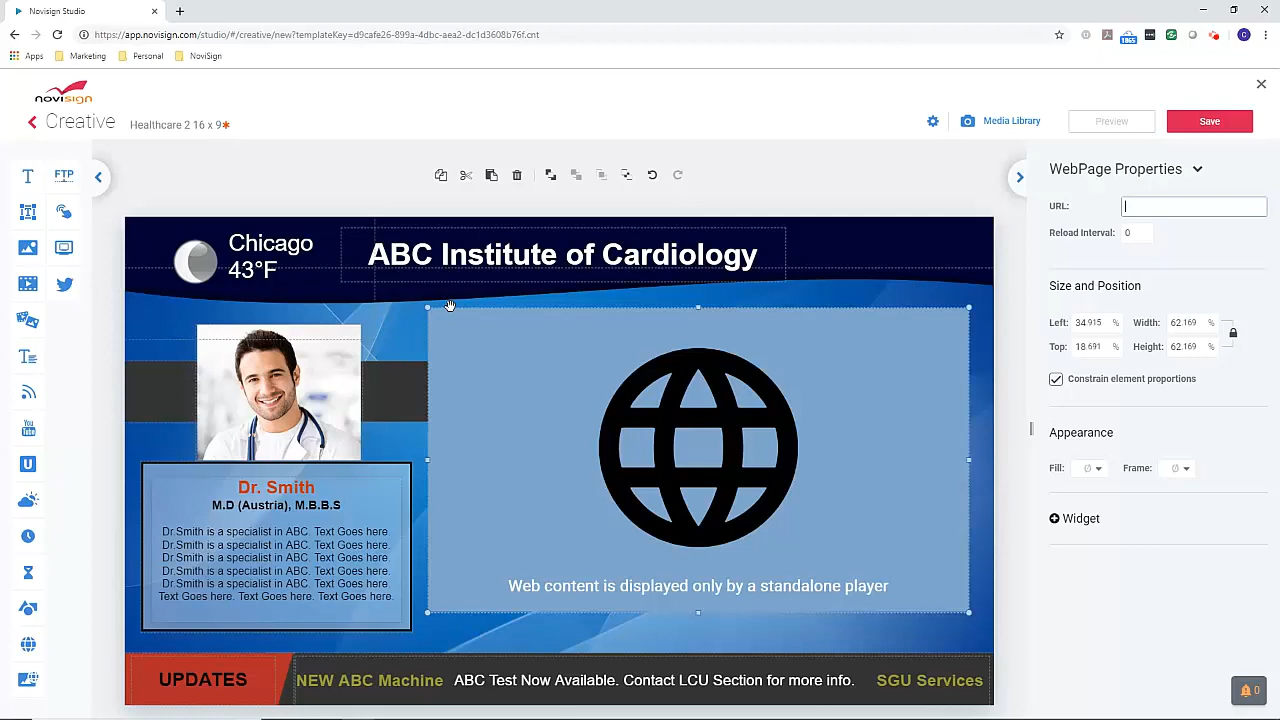 Novisign Studio
https://app.novisign.com/studio/#/creative/new?templateKey=d9cafe26-899a-4dbc-aea2-dc1d3608b76f.cnt
Apps Marketing Personal NoviSign
1865
novisign
Creative Healthcare 2 16 x 9*
Media Library Preview Save
T FTP
WebPage Properties
URL:
Reload Interval: 0
Size and Position
Left: 34.915 % Width: 62.169 %
Top: 18.691 % Height: 62.169 %
Constrain element proportions
Appearance
Fill: Frame:
Widget
Chicago
43°F
ABC Institute of Cardiology
Dr. Smith
M.D (Austria), M.B.B.S
Dr.Smith is a specialist in ABC. Text Goes here.
Dr.Smith is a specialist in ABC. Text Goes here.
Dr.Smith is a specialist in ABC. Text Goes here.
Dr.Smith is a specialist in ABC. Text Goes here.
Dr.Smith is a specialist in ABC. Text Goes here.
Text Goes here. Text Goes here. Text Goes here.
Web content is displayed only by a standalone player
UPDATES
NEW ABC Machine ABC Test Now Available. Contact LCU Section for more info. SGU Services
You
Tube
U
0